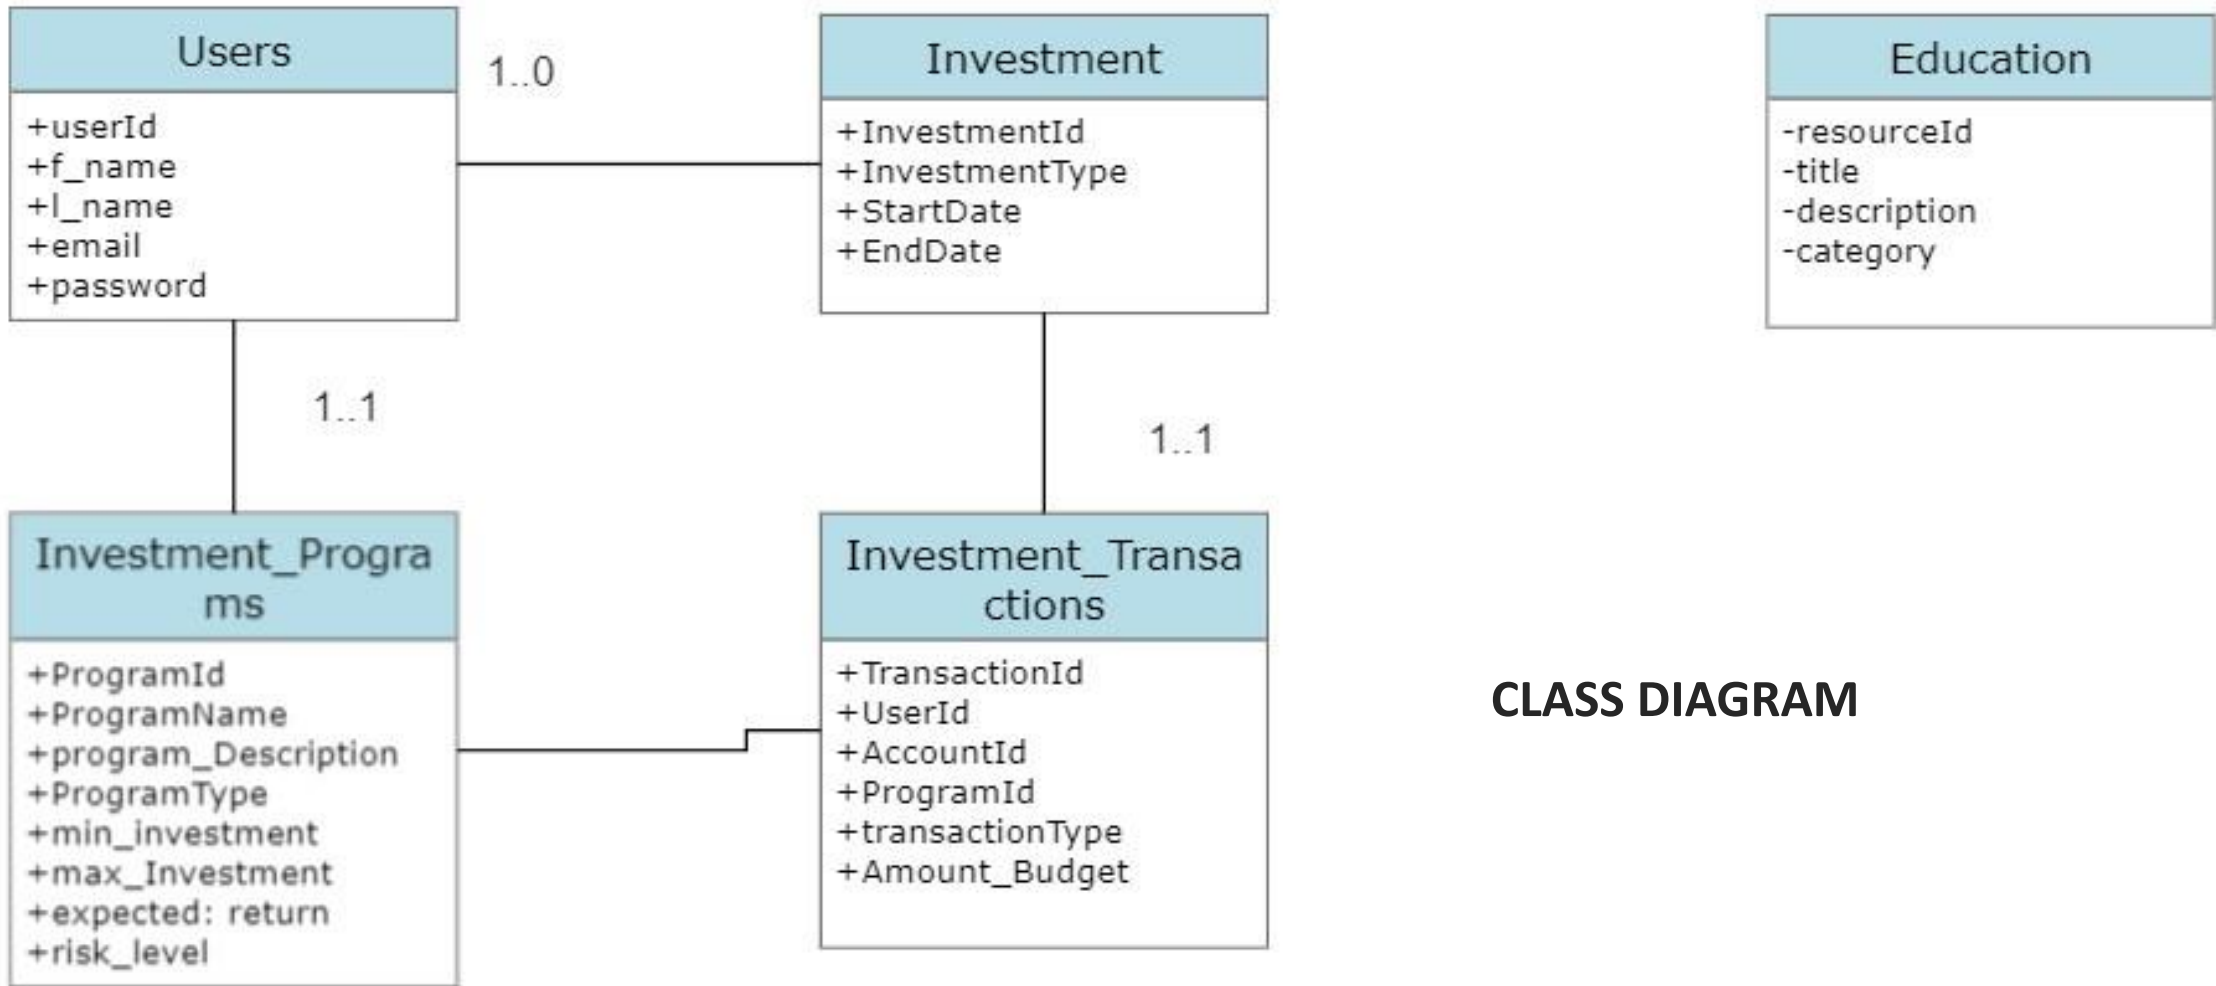 Users
+userId
+f_name
+l_name
+email
+password
1..0
Investment
+InvestmentId
+InvestmentType
+StartDate
+EndDate
Education
-resourceId
-title
-description
-category
1..1
1..1
Investment_Progra
ms
+ProgramId
+ProgramName
+program_Description
+ProgramType
+min_investment
+max_Investment
+expected: return
+risk_level
Investment_Transa
ctions
+TransactionId
+UserId
+AccountId
+ProgramId
+transactionType
+Amount_Budget
CLASS DIAGRAM